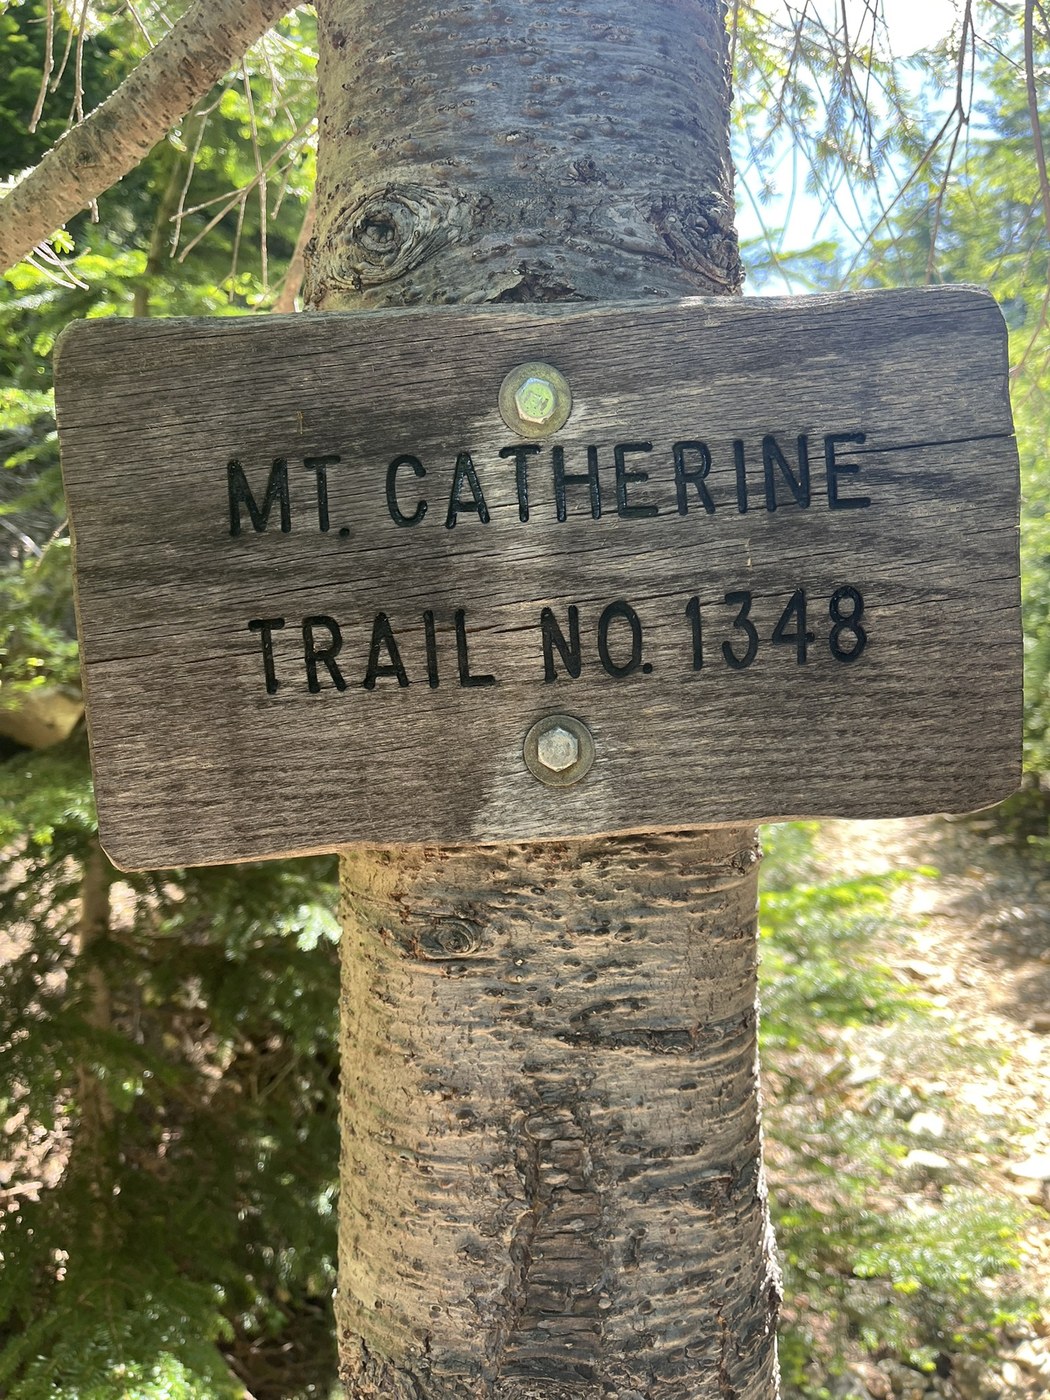 MT. CATHERINE
TRAIL NO. 1348